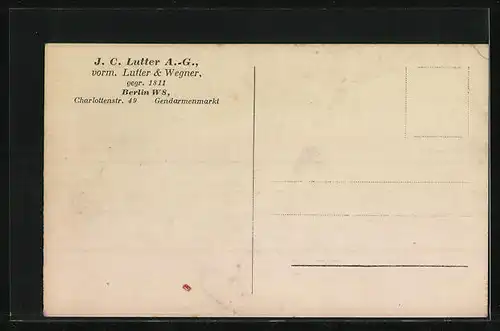 J. C. Lutter A.-G.,
vorm. Lutter & Wegner,
gegr. 1811
Berlin W8,
Charlottenstr. 49 Gendarmenmarkt